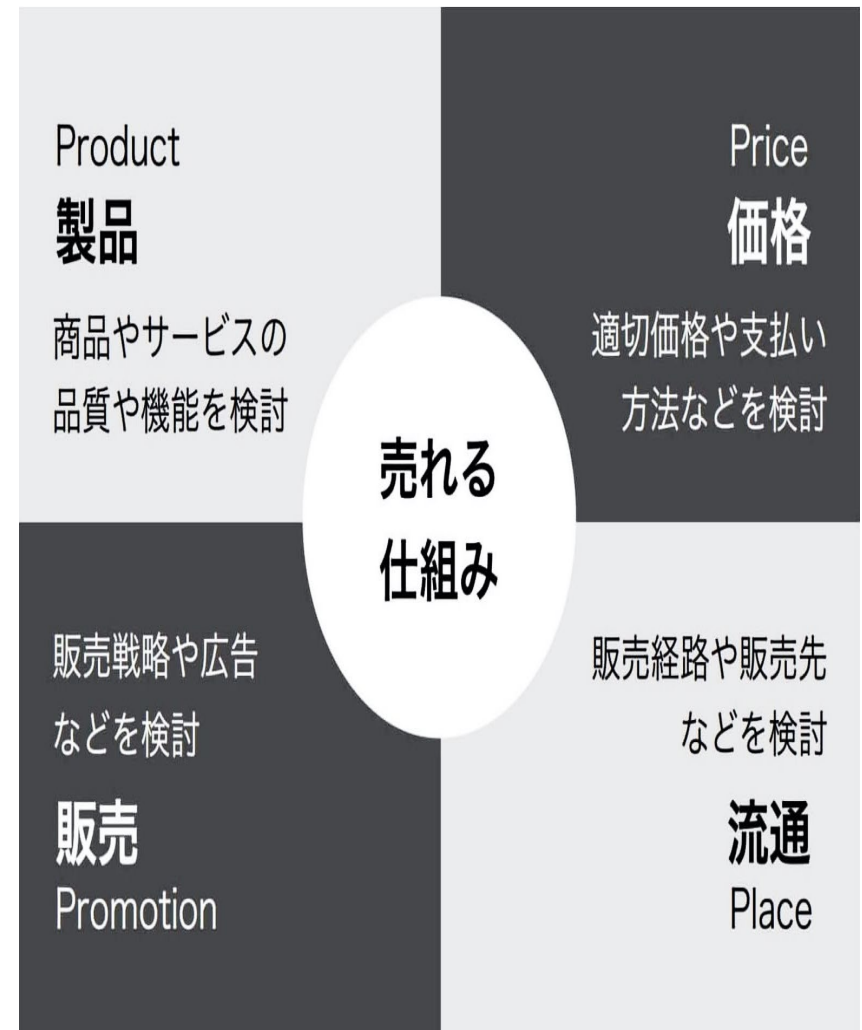 Product
製品
商品やサービスの
品質や機能を検討
Price
価格
適切価格や支払い
方法などを検討
売れる
仕組み
販売戦略や広告
などを検討
販売
Promotion
販売経路や販売先
などを検討
流通
Place